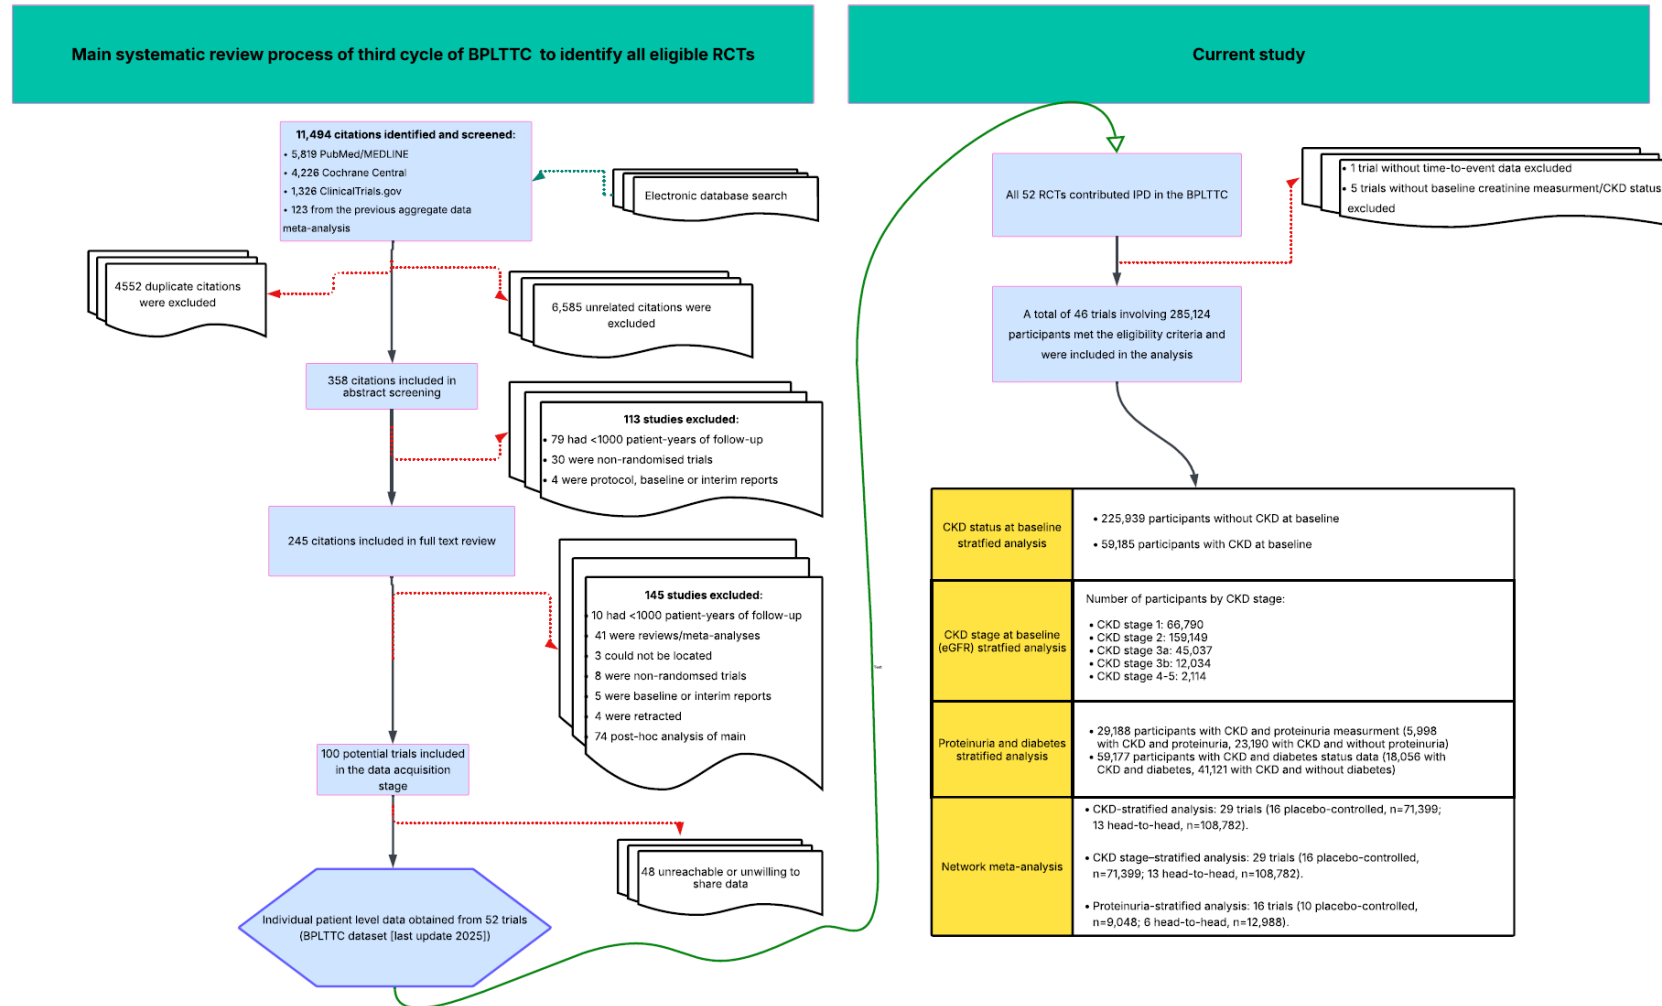 Main systematic review process of third cycle of BPLTTC to identify all eligible RCTs
11,494 citations identified and screened:
• 5,819 PubMed/MEDLINE
• 4,226 Cochrane Central
• 1,326 ClinicalTrials.gov
• 123 from the previous aggregate data
meta-analysis
Electronic database search
4552 duplicate citations
were excluded
6,585 unrelated citations were
excluded
358 citations included in
abstract screening
113 studies excluded:
• 79 had <1000 patient-years of follow-up
• 30 were non-randomised trials
• 4 were protocol, baseline or interim reports
245 citations included in full text review
145 studies excluded:
• 10 had <1000 patient-years of follow-up
• 41 were reviews/meta-analyses
• 3 could not be located
• 8 were non-randomsed trials
• 5 were baseline or interim reports
• 4 were retracted
• 74 post-hoc analysis of main
100 potential trials included
in the data acquisition
stage
48 unreachable or unwilling to
share data
Individual patient level data obtained from 52 trials
(BPLTTC dataset [last update 2025])
Current study
All 52 RCTs contributed IPD in the BPLTTC
• 1 trial without time-to-event data excluded
• 5 trials without baseline creatinine measurment/CKD status
excluded
A total of 46 trials involving 285,124
participants met the eligibility criteria and
were included in the analysis
CKD status at baseline
stratfied analysis
• 225,939 participants without CKD at baseline
• 59,185 participants with CKD at baseline
CKD stage at baseline
(eGFR) stratfied analysis
Number of participants by CKD stage:
• CKD stage 1: 66,790
• CKD stage 2: 159,149
• CKD stage 3a: 45,037
• CKD stage 3b: 12,034
• CKD stage 4-5: 2,114
Proteinuria and diabetes
stratified analysis
• 29,188 participants with CKD and proteinuria measurment (5,998
with CKD and proteinuria, 23,190 with CKD and without proteinuria)
• 59,177 participants with CKD and diabetes status data (18,056 with
CKD and diabetes, 41,121 with CKD and without diabetes)
Network meta-analysis
• CKD-stratified analysis: 29 trials (16 placebo-controlled, n=71,399;
13 head-to-head, n=108,782).
• CKD stage–stratified analysis: 29 trials (16 placebo-controlled,
n=71,399; 13 head-to-head, n=108,782).
• Proteinuria-stratified analysis: 16 trials (10 placebo-controlled,
n=9,048; 6 head-to-head, n=12,988).